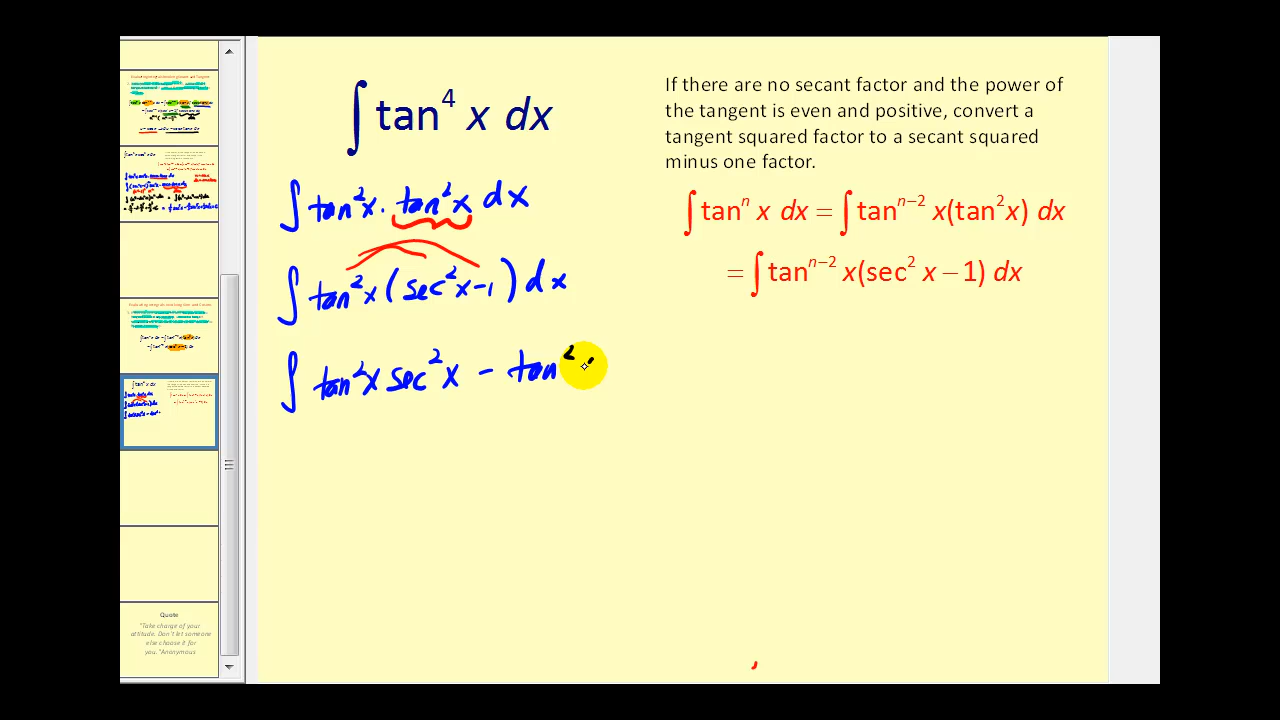 ∫ tan⁴ x dx
∫ tan²x · tan²x dx
∫ tan²x (sec²x-1) dx
∫ tan²x sec²x - tan²
If there are no secant factor and the power of
the tangent is even and positive, convert a
tangent squared factor to a secant squared
minus one factor.
∫ tanⁿ x dx = ∫ tanⁿ⁻² x(tan²x) dx
= ∫ tanⁿ⁻² x(sec² x − 1) dx
Quote
"Take charge of your
attitude. Don't let someone
else choose it for
you. "Anonymous